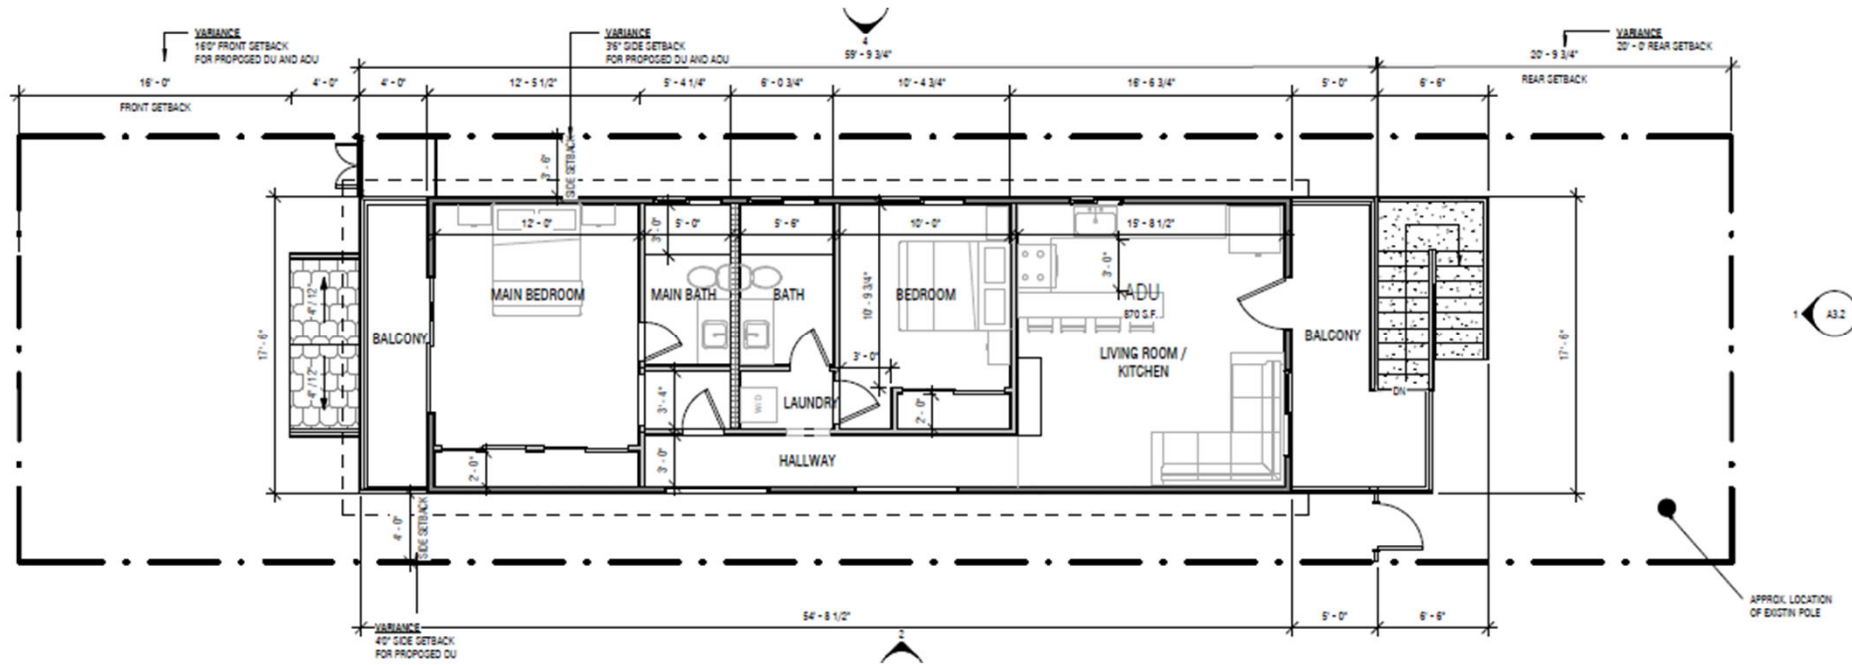 VARIANCE
16'0" FRONT SETBACK
FOR PROPOSED DU AND ADU
VARIANCE
3'6" SIDE SETBACK
FOR PROPOSED DU AND ADU
4
59' - 9 3/4"
VARIANCE
20' - 0" REAR SETBACK
20' - 9 3/4"
REAR SETBACK
16' - 0"
4' - 0"
4' - 0"
12' - 5 1/2"
5' - 4 1/4"
6' - 0 3/4"
10' - 4 3/4"
16' - 6 3/4"
5' - 0"
6' - 6"
FRONT SETBACK
3' - 6"
SIDE SETBACK
12' - 0"
3'- 0"
5' - 0"
5' - 6"
10' - 0"
15' - 8 1/2"
3' - 0"
10' - 9 3/4"
4" / 12"
4" / 12"
17' - 6"
BALCONY
MAIN BEDROOM
MAIN BATH
BATH
BEDROOM
ADU
870 S.F.
LIVING ROOM /
KITCHEN
BALCONY
17' - 6"
1
A3.2
3' - 0"
3' - 4"
W/D
LAUNDRY
2' - 0"
DN
2' - 0"
3' - 0"
HALLWAY
4' - 0"
SIDE SETBACK
APPROX. LOCATION
OF EXISTIN POLE
54' - 8 1/2"
5' - 0"
6' - 6"
VARIANCE
4'0" SIDE SETBACK
FOR PROPOSED DU
2